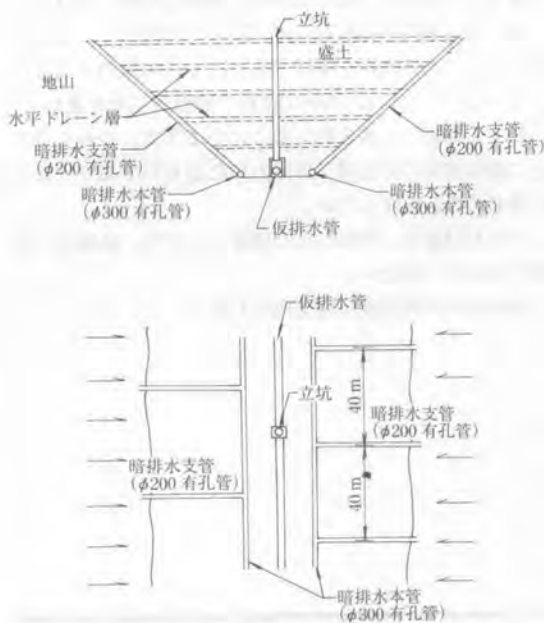 立坑
盛土
地山
水平ドレーン層
暗排水支管
(φ200 有孔管)
暗排水支管
(φ200 有孔管)
暗排水本管
(φ300 有孔管)
仮排水管
暗排水本管
(φ300 有孔管)
仮排水管
立坑
40 m
暗排水支管
(φ200 有孔管)
暗排水支管
(φ200 有孔管)
40 m
暗排水本管
(φ300 有孔管)